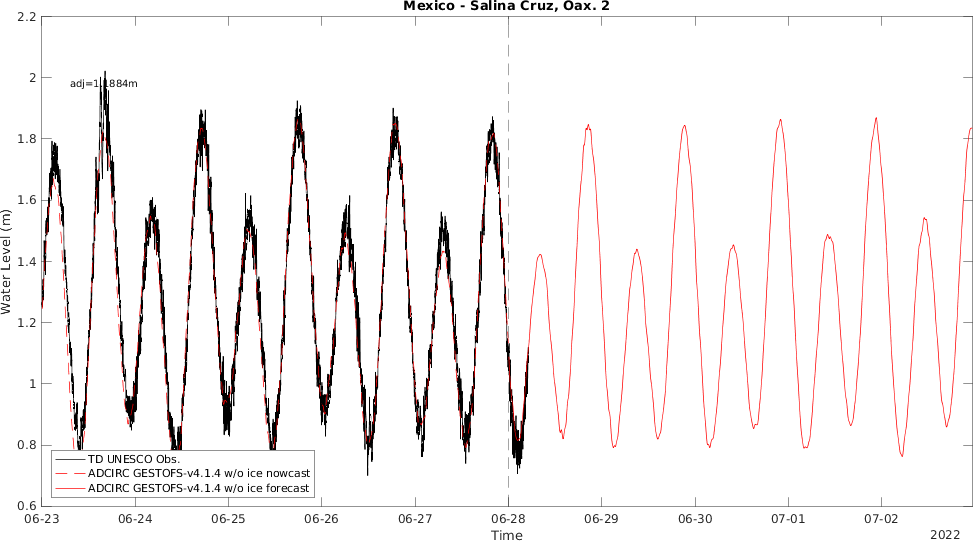 Mexico - Salina Cruz, Oax. 2
2.2
2
1.8
1.6
1.4
1.2
1
0.8
0.6
Water Level (m)
adj=1.1884m
TD UNESCO Obs.
ADCIRC GESTOFS-v4.1.4 w/o ice nowcast
ADCIRC GESTOFS-v4.1.4 w/o ice forecast
06-23 06-24 06-25 06-26 06-27 06-28 06-29 06-30 07-01 07-02
Time
2022